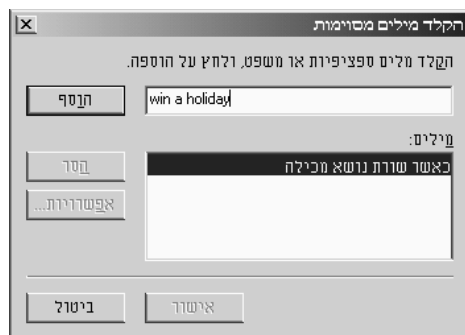 הקלד מילים מסוימות
הקלד מלים ספציפיות או משפט, ולחץ על הוספה.
win a holiday
הוסף
מילים:
כאשר שורת נושא מכילה
הסר
אפשרויות...
אישור
ביטול